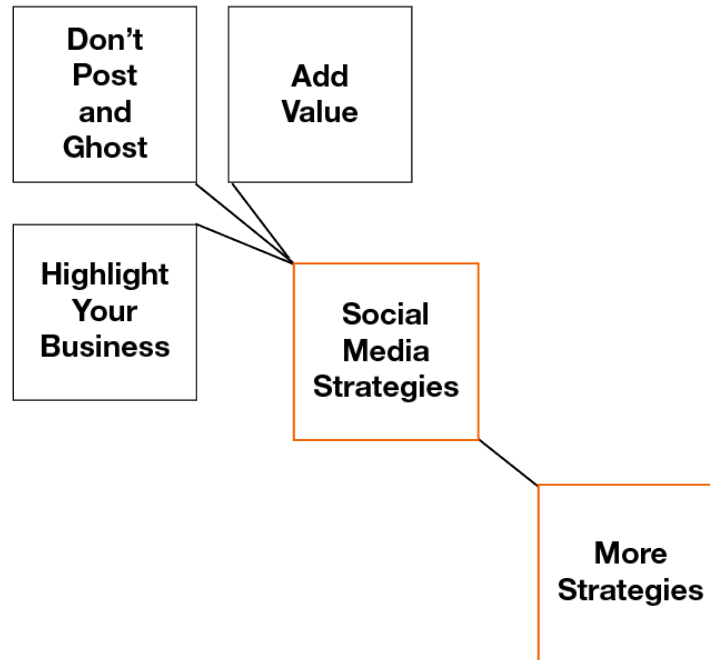 Don’t
Post
and
Ghost
Add
Value
Highlight
Your
Business
Social
Media
Strategies
More
Strategies